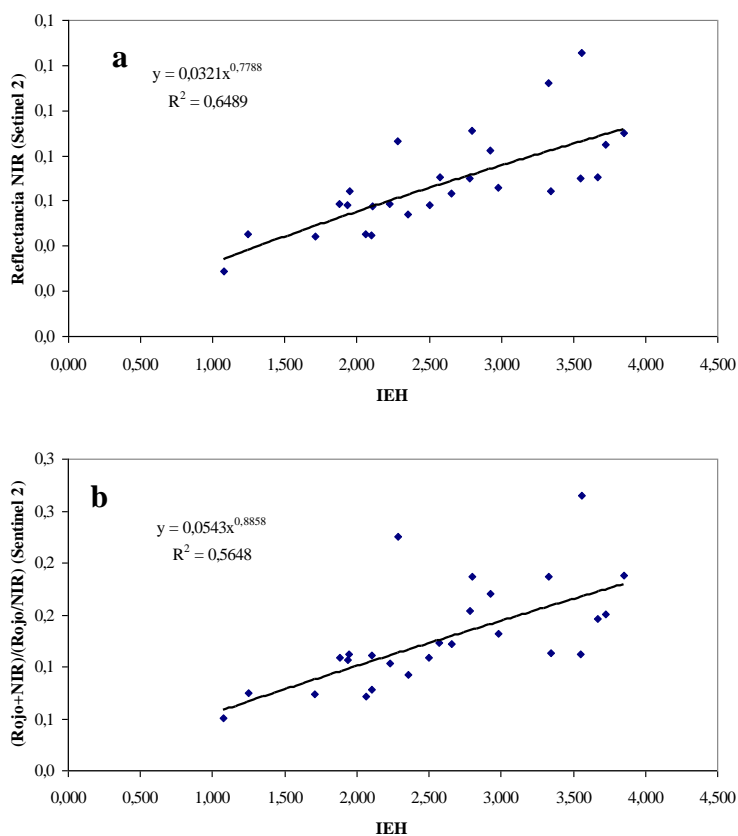 a
y = 0,0321x^0,7788
R² = 0,6489
Reflectancia NIR (Setinel 2)
0,1
0,1
0,1
0,1
0,1
0,0
0,0
0,0
0,000 0,500 1,000 1,500 2,000 2,500 3,000 3,500 4,000 4,500
IEH
b
y = 0,0543x^0,8858
R² = 0,5648
(Rojo+NIR)/(Rojo/NIR) (Sentinel 2)
0,3
0,3
0,2
0,2
0,1
0,1
0,0
0,000 0,500 1,000 1,500 2,000 2,500 3,000 3,500 4,000 4,500
IEH